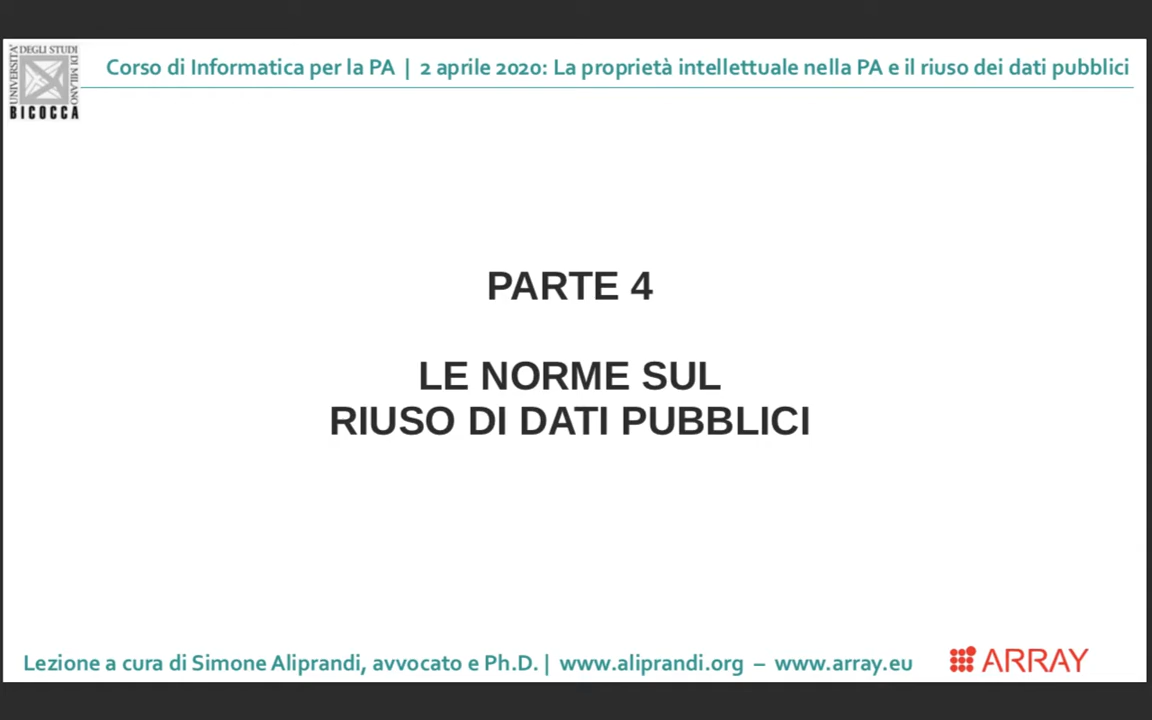 UNIVERSITA' DEGLI STUDI DI MILANO
BICOCCA
Corso di Informatica per la PA | 2 aprile 2020: La proprietà intellettuale nella PA e il riuso dei dati pubblici
PARTE 4
LE NORME SUL
RIUSO DI DATI PUBBLICI
Lezione a cura di Simone Aliprandi, avvocato e Ph.D. | www.aliprandi.org – www.array.eu
ARRAY